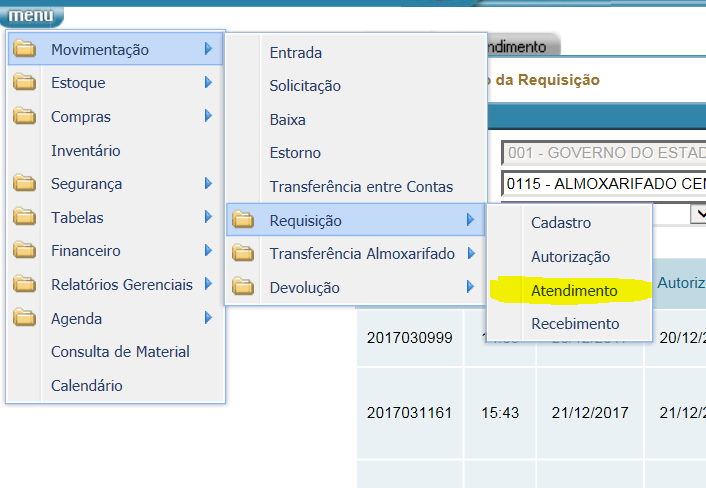 menu
Movimentação
Estoque
Compras
Inventário
Segurança
Tabelas
Financeiro
Relatórios Gerenciais
Agenda
Consulta de Material
Calendário
Entrada
Solicitação
Baixa
Estorno
Transferência entre Contas
Requisição
Transferência Almoxarifado
Devolução
Cadastro
Autorização
Atendimento
Recebimento
ndimento
o da Requisição
001 - GOVERNO DO ESTAD
0115 - ALMOXARIFADO CEN
Autoriz
2017030999 20/12/2
2017031161 15:43 21/12/2017 21/12/2